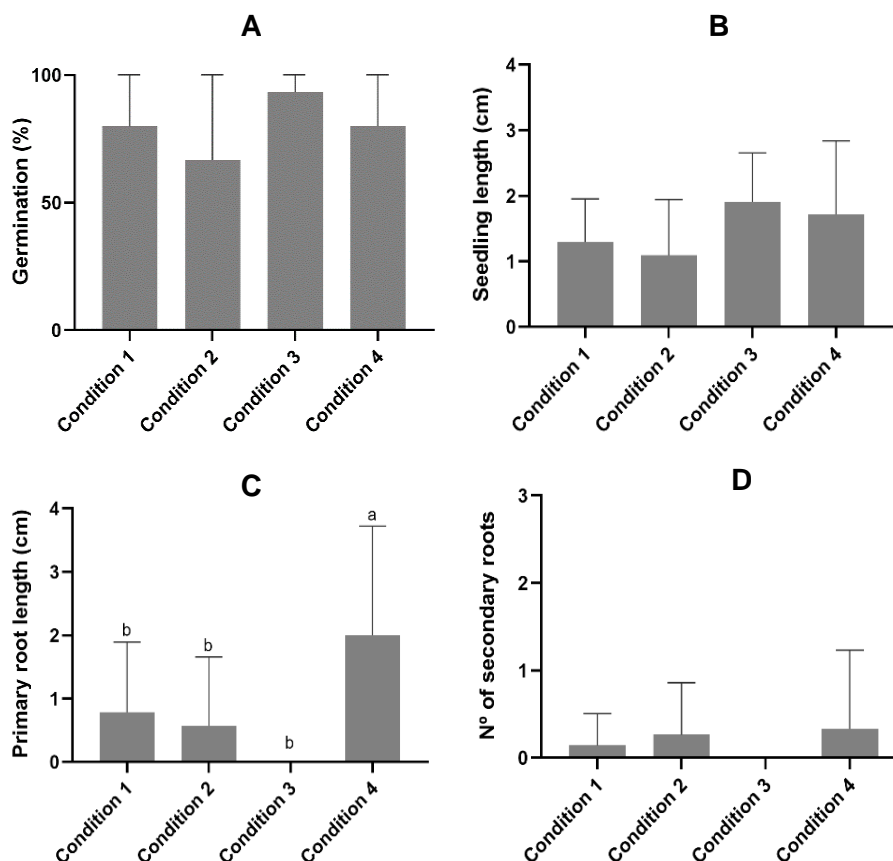 A
Germination (%)
100
50
0
Condition 1
Condition 2
Condition 3
Condition 4
B
Seedling length (cm)
4
3
2
1
0
Condition 1
Condition 2
Condition 3
Condition 4
C
Primary root length (cm)
4
3
2
1
0
b
b
b
a
Condition 1
Condition 2
Condition 3
Condition 4
D
Nº of secondary roots
3
2
1
0
Condition 1
Condition 2
Condition 3
Condition 4